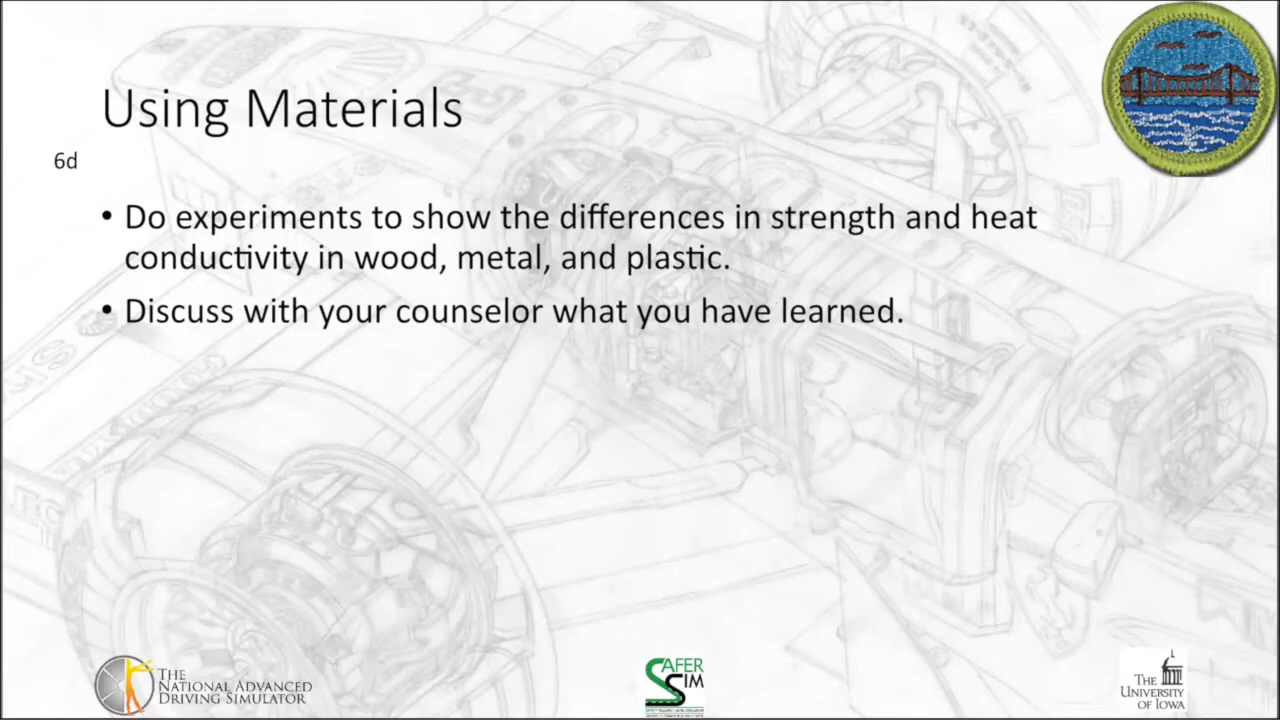 Using Materials
6d
• Do experiments to show the differences in strength and heat
conductivity in wood, metal, and plastic.
• Discuss with your counselor what you have learned.
THE
NATIONAL ADVANCED
DRIVING SIMULATOR
SAFER
SIM
THE
UNIVERSITY
OF IOWA